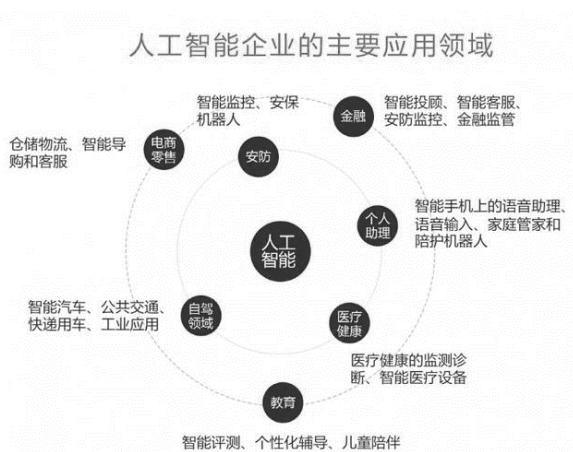 人工智能企业的主要应用领域
智能监控、安保
机器人
安防
金融
智能投顾、智能客服、
安防监控、金融监管
仓储物流、智能导
购和客服
电商
零售
个人
助理
智能手机上的语音助理、
语音输入、家庭管家和
陪护机器人
人工
智能
智能汽车、公共交通、
快递用车、工业应用
自驾
领域
医疗
健康
医疗健康的监测诊
断、智能医疗设备
教育
智能评测、个性化辅导、儿童陪伴